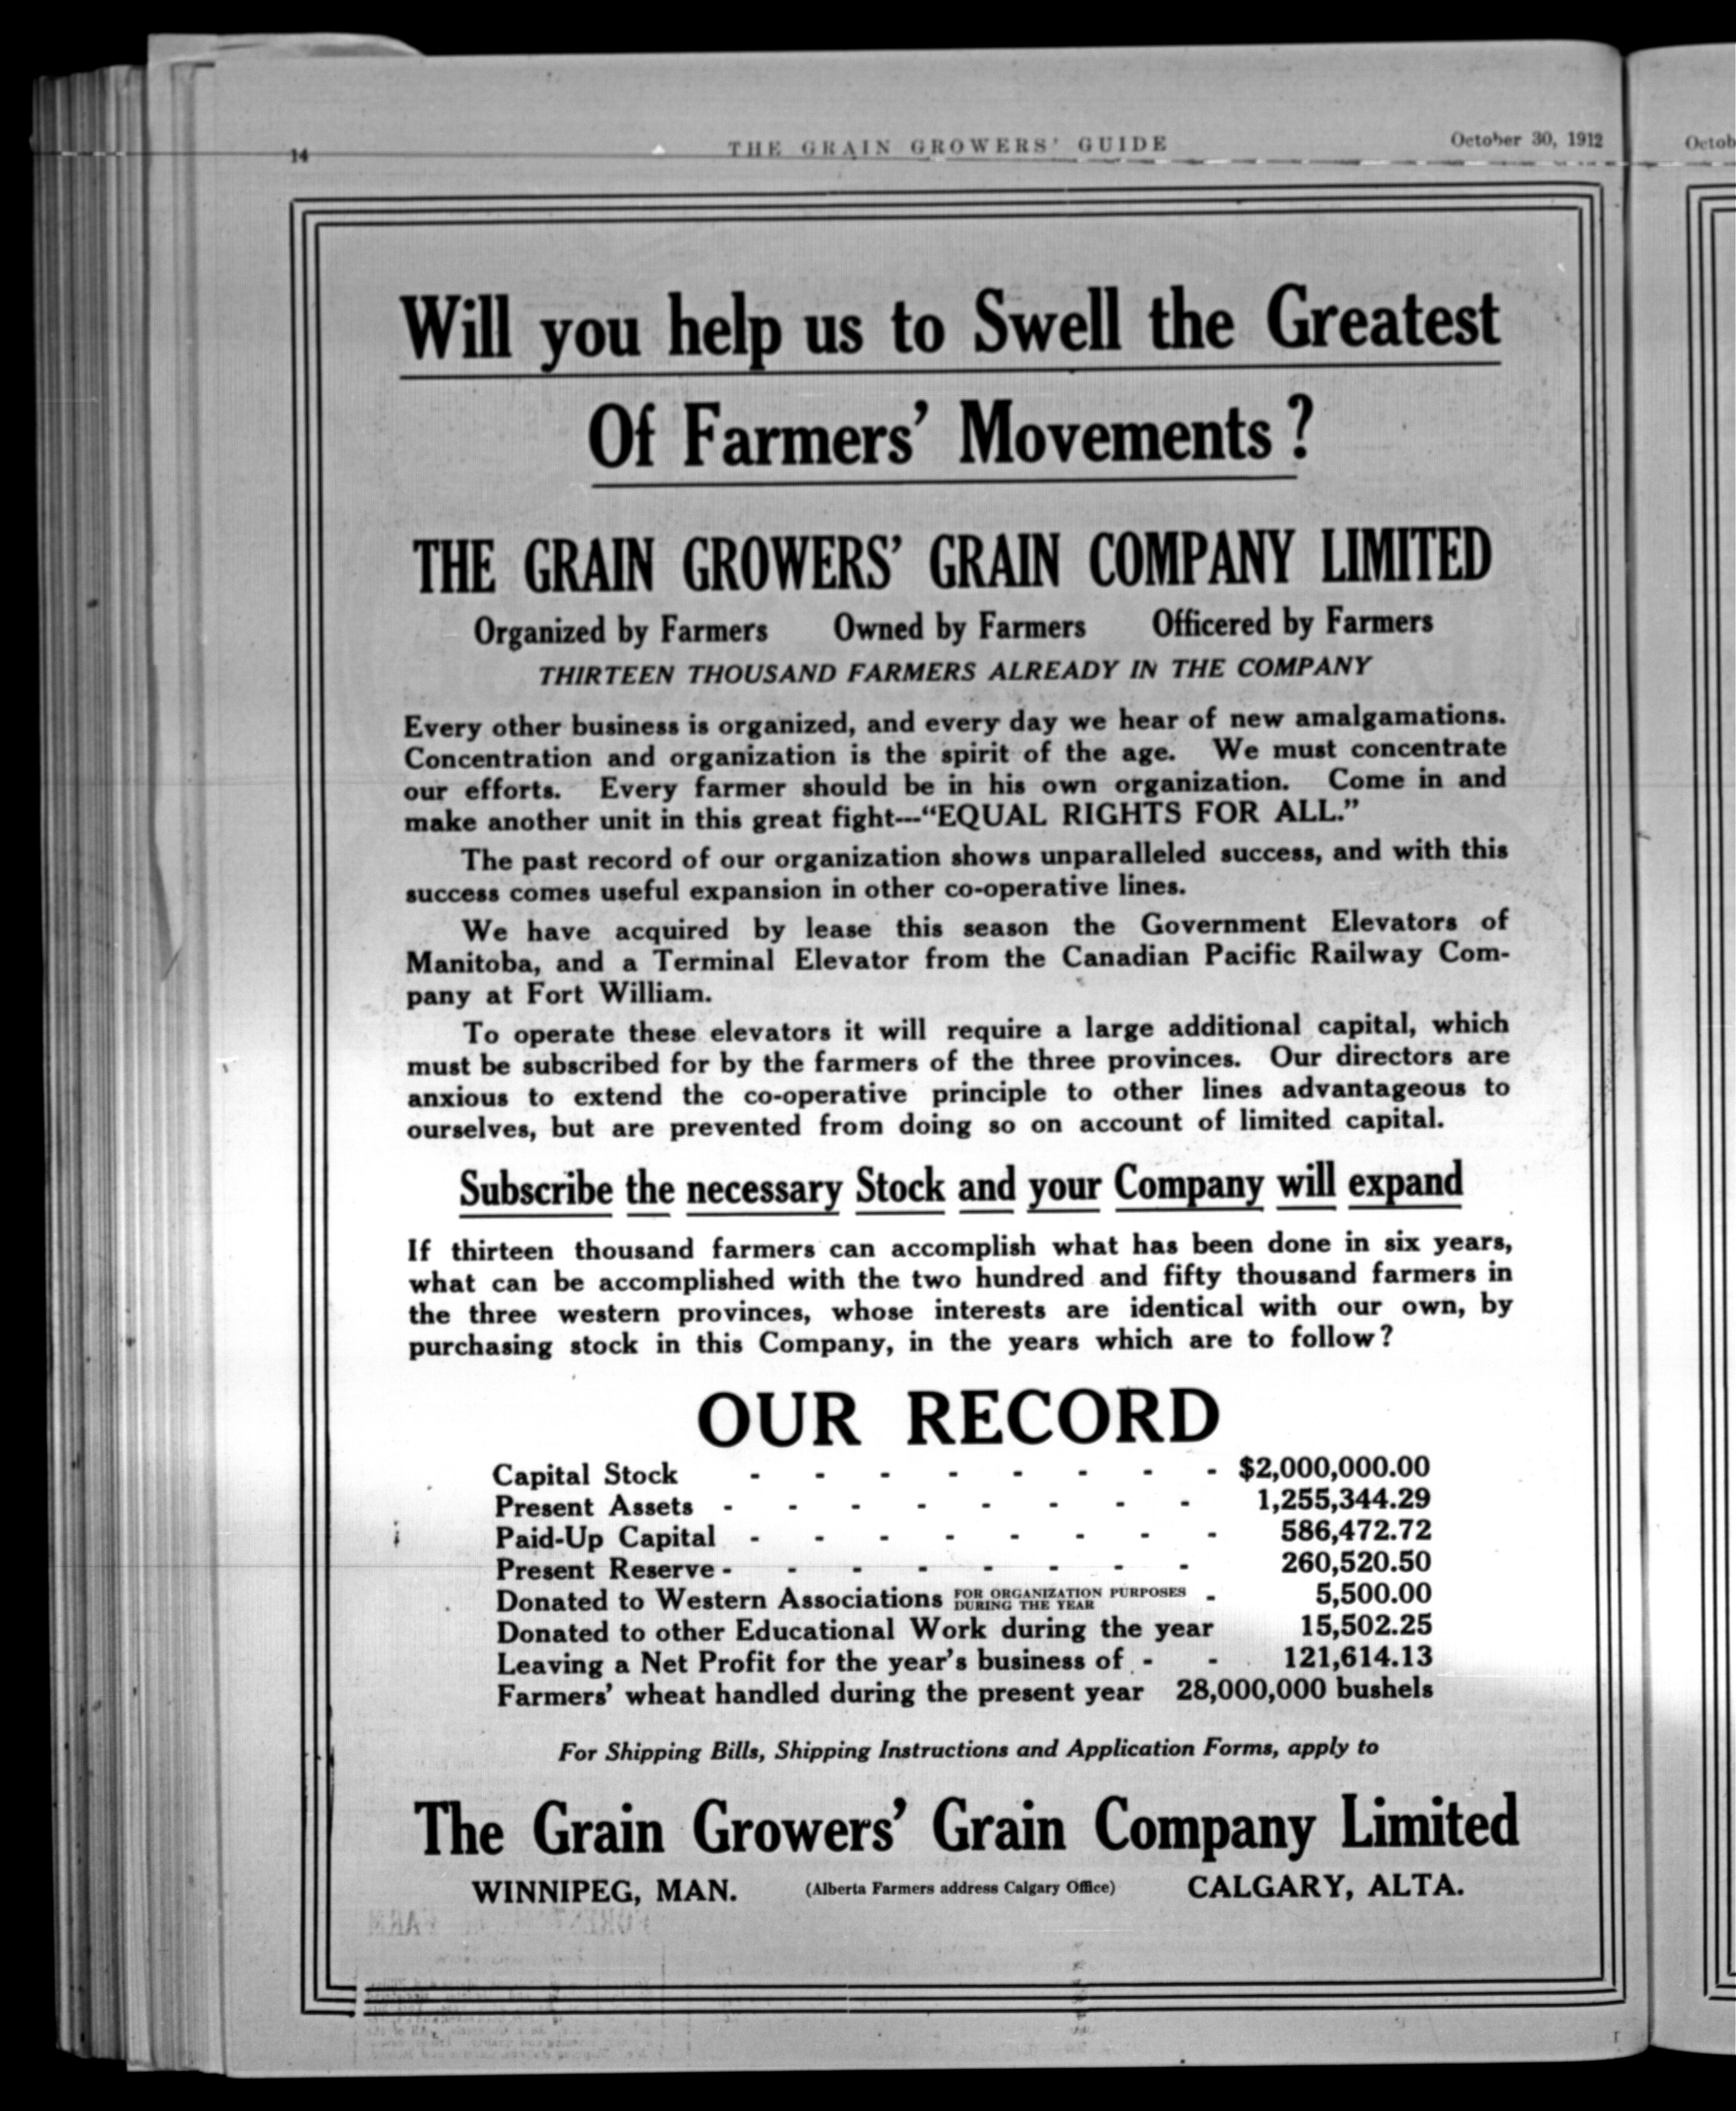 14
THE GRAIN GROWERS' GUIDE
October 30, 1912
Octob
Will you help us to Swell the Greatest
Of Farmers' Movements?
THE GRAIN GROWERS' GRAIN COMPANY LIMITED
Organized by Farmers Owned by Farmers Officered by Farmers
THIRTEEN THOUSAND FARMERS ALREADY IN THE COMPANY
Every other business is organized, and every day we hear of new amalgamations.
Concentration and organization is the spirit of the age. We must concentrate
our efforts. Every farmer should be in his own organization. Come in and
make another unit in this great fight---"EQUAL RIGHTS FOR ALL."
The past record of our organization shows unparalleled success, and with this
success comes useful expansion in other co-operative lines.
We have acquired by lease this season the Government Elevators of
Manitoba, and a Terminal Elevator from the Canadian Pacific Railway Com-
pany at Fort William.
To operate these elevators it will require a large additional capital, which
must be subscribed for by the farmers of the three provinces. Our directors are
anxious to extend the co-operative principle to other lines advantageous to
ourselves, but are prevented from doing so on account of limited capital.
Subscribe the necessary Stock and your Company will expand
If thirteen thousand farmers can accomplish what has been done in six years,
what can be accomplished with the two hundred and fifty thousand farmers in
the three western provinces, whose interests are identical with our own, by
purchasing stock in this Company, in the years which are to follow?
OUR RECORD
Capital Stock - - - - - - - - $2,000,000.00
Present Assets - - - - - - - - 1,255,344.29
Paid-Up Capital - - - - - - - - 586,472.72
Present Reserve - - - - - - - - 260,520.50
Donated to Western Associations FOR ORGANIZATION PURPOSES DURING THE YEAR - 5,500.00
Donated to other Educational Work during the year 15,502.25
Leaving a Net Profit for the year's business of - - 121,614.13
Farmers' wheat handled during the present year 28,000,000 bushels
For Shipping Bills, Shipping Instructions and Application Forms, apply to
The Grain Growers' Grain Company Limited
WINNIPEG, MAN. (Alberta Farmers address Calgary Office) CALGARY, ALTA.